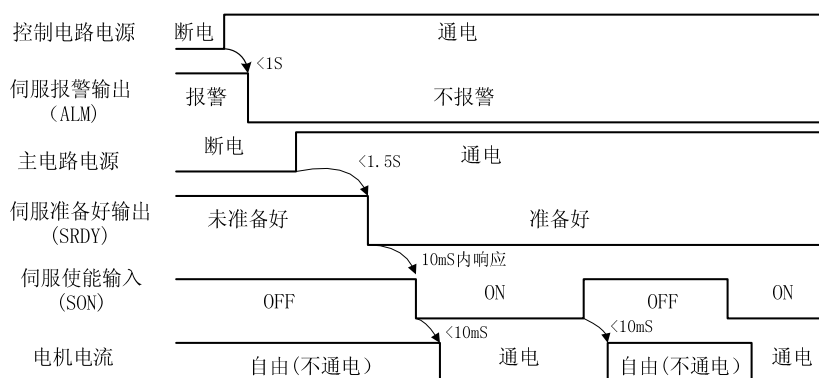 控制电路电源 断电 通电
<1S
伺服报警输出
(ALM)
报警 不报警
主电路电源 断电 通电
<1.5S
伺服准备好输出
(SRDY)
未准备好 准备好
10mS内响应
伺服使能输入
(SON)
OFF ON OFF ON
<10mS <10mS
电机电流 自由(不通电) 通电 自由(不通电) 通电